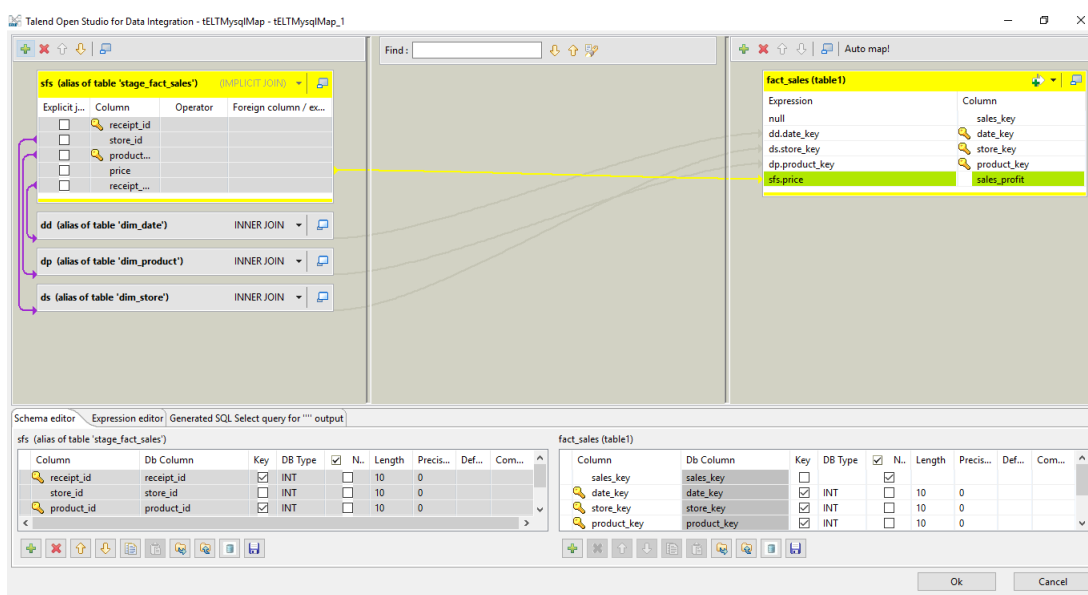 Talend Open Studio for Data Integration - tELTMysqlMap - tELTMysqlMap_1
Find :
Auto map!
sfs (alias of table 'stage_fact_sales') (IMPLICIT JOIN)
Explicit j... Column Operator Foreign column / ex...
receipt_id
store_id
product...
price
receipt_...
dd (alias of table 'dim_date') INNER JOIN
dp (alias of table 'dim_product') INNER JOIN
ds (alias of table 'dim_store') INNER JOIN
fact_sales (table1)
Expression Column
null sales_key
dd.date_key date_key
ds.store_key store_key
dp.product_key product_key
sfs.price sales_profit
Schema editor Expression editor Generated SQL Select query for "" output
sfs (alias of table 'stage_fact_sales')
Column Db Column Key DB Type N.. Length Precis... Def... Com...
receipt_id receipt_id INT 10 0
store_id store_id INT 10 0
product_id product_id INT 10 0
fact_sales (table1)
Column Db Column Key DB Type N.. Length Precis... Def... Com...
sales_key sales_key
date_key date_key INT 10 0
store_key store_key INT 10 0
product_key product_key INT 10 0
Ok Cancel